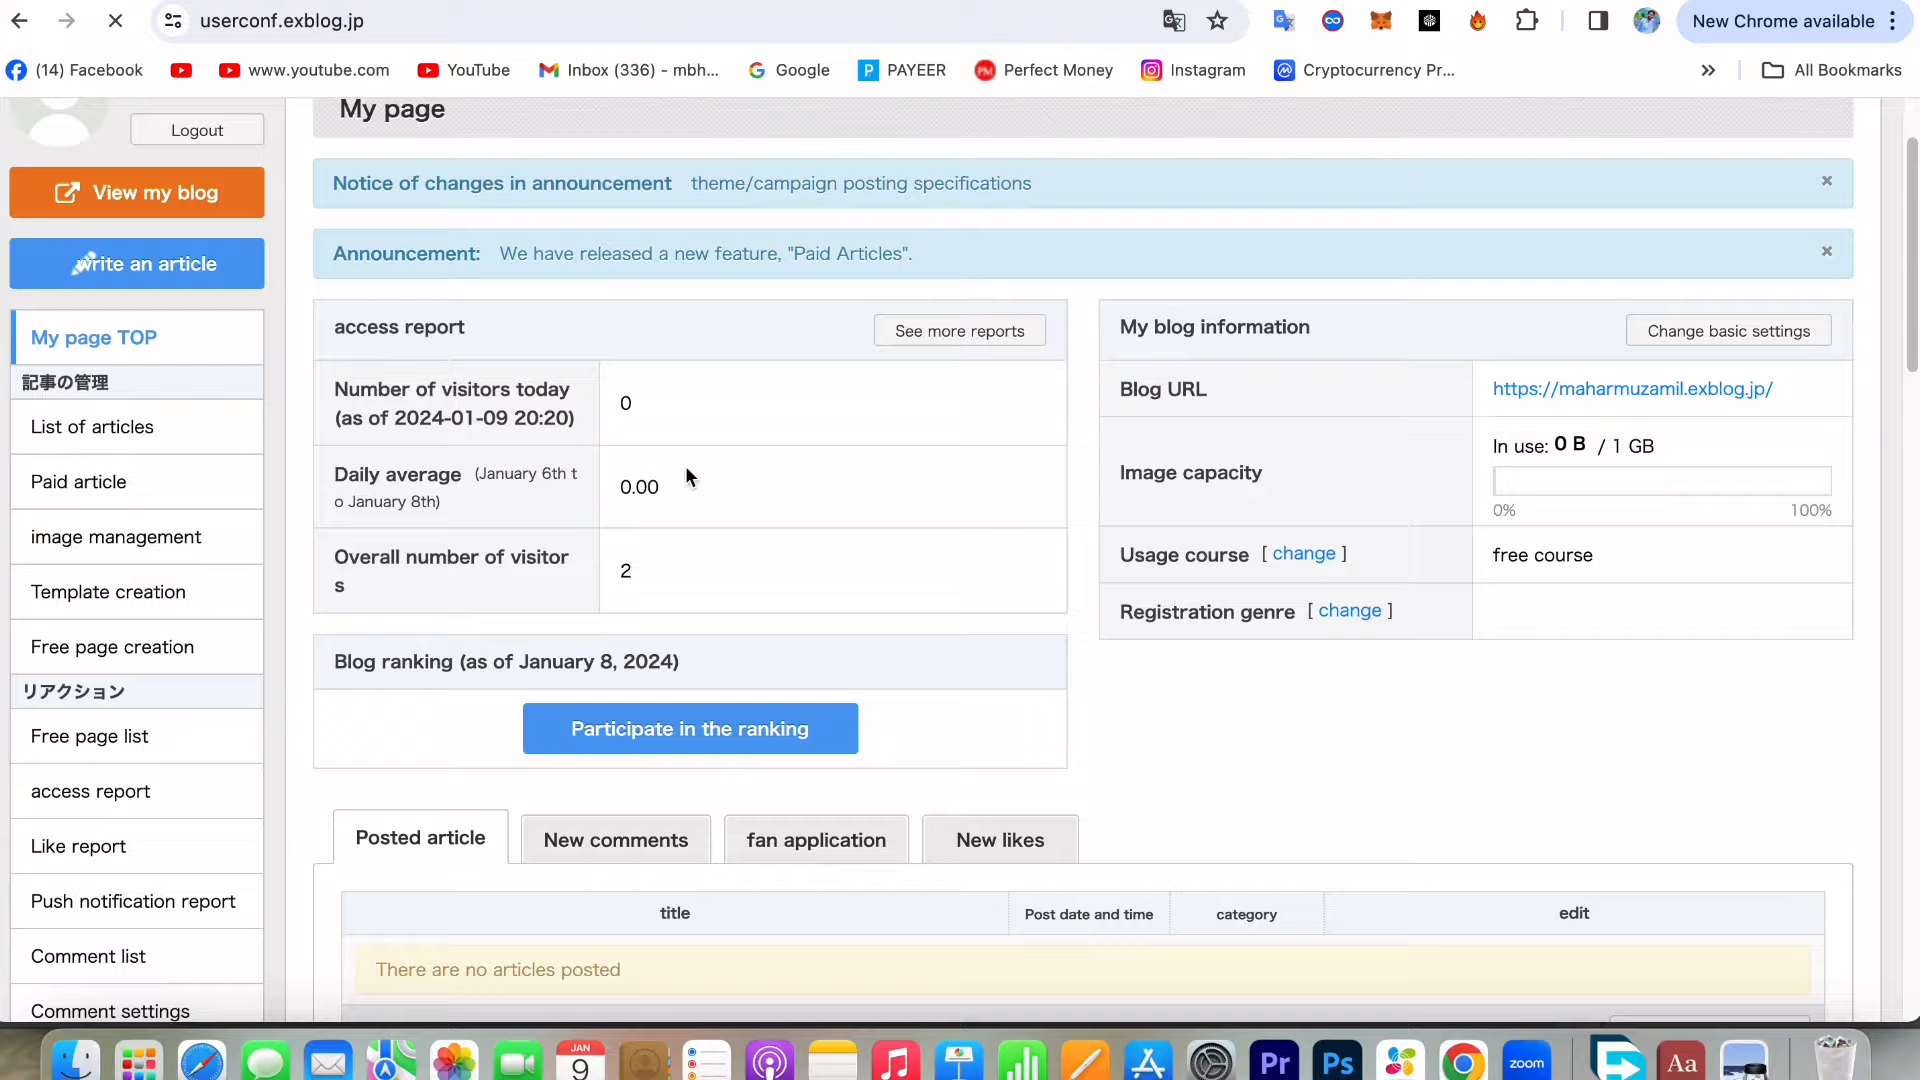 userconf.exblog.jp
New Chrome available
(14) Facebook
www.youtube.com
YouTube
Inbox (336) - mbh...
Google
PAYEER
Perfect Money
Instagram
Cryptocurrency Pr...
All Bookmarks
Logout
View my blog
write an article
My page TOP
記事の管理
List of articles
Paid article
image management
Template creation
Free page creation
リアクション
Free page list
access report
Like report
Push notification report
Comment list
Comment settings
My page
Notice of changes in announcement theme/campaign posting specifications
Announcement: We have released a new feature, "Paid Articles".
access report
See more reports
Number of visitors today
(as of 2024-01-09 20:20)
0
Daily average (January 6th t
o January 8th)
0.00
Overall number of visitor
s
2
Blog ranking (as of January 8, 2024)
Participate in the ranking
My blog information
Change basic settings
Blog URL
https://maharmuzamil.exblog.jp/
Image capacity
In use: 0 B / 1 GB
0% 100%
Usage course [ change ]
free course
Registration genre [ change ]
Posted article
New comments
fan application
New likes
title
Post date and time
category
edit
There are no articles posted
JAN
9
Pr
Ps
zoom
Aa